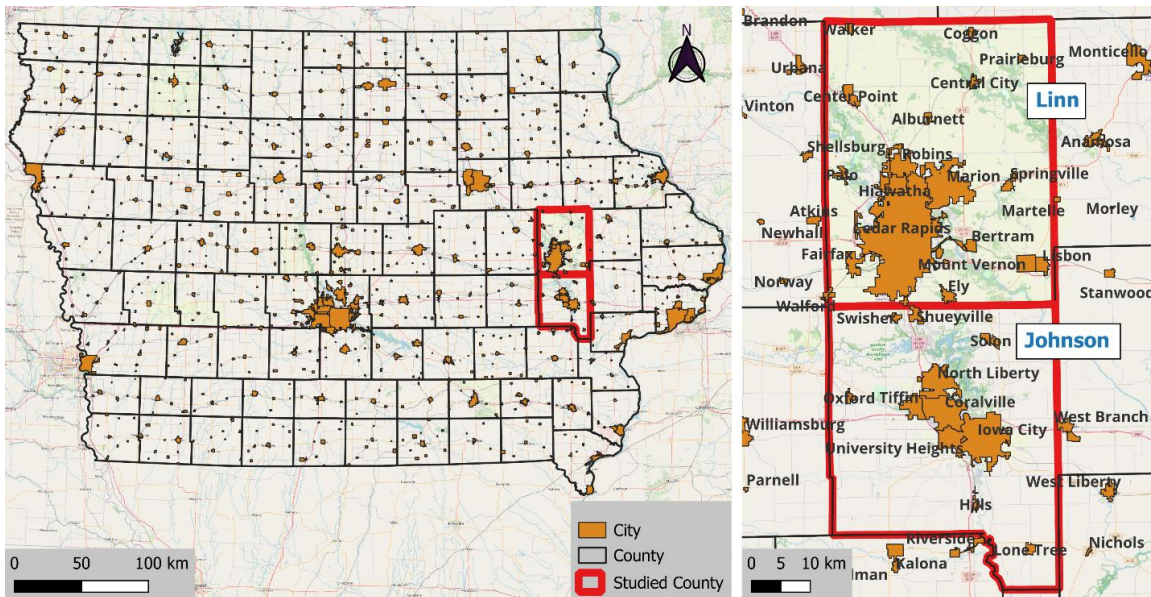 N
City
County
Studied County
0 50 100 km
Brandon
Walker
Coggon
Monticello
Prairieburg
Urbana
Central City
Center Point
Linn
Vinton
Alburnett
Shellsburg
Robins
Anamosa
Palo
Marion
Springville
Hiawatha
Atkins
Martelle
Morley
Newhall
Cedar Rapids
Bertram
Fairfax
Mount Vernon
Lisbon
Norway
Ely
Stanwood
Walford
Swisher
Shueyville
Solon
Johnson
North Liberty
Oxford
Tiffin
Coralville
Williamsburg
West Branch
Iowa City
University Heights
Parnell
West Liberty
Hills
Riverside
Lone Tree
Nichols
Kalona
lman
0 5 10 km